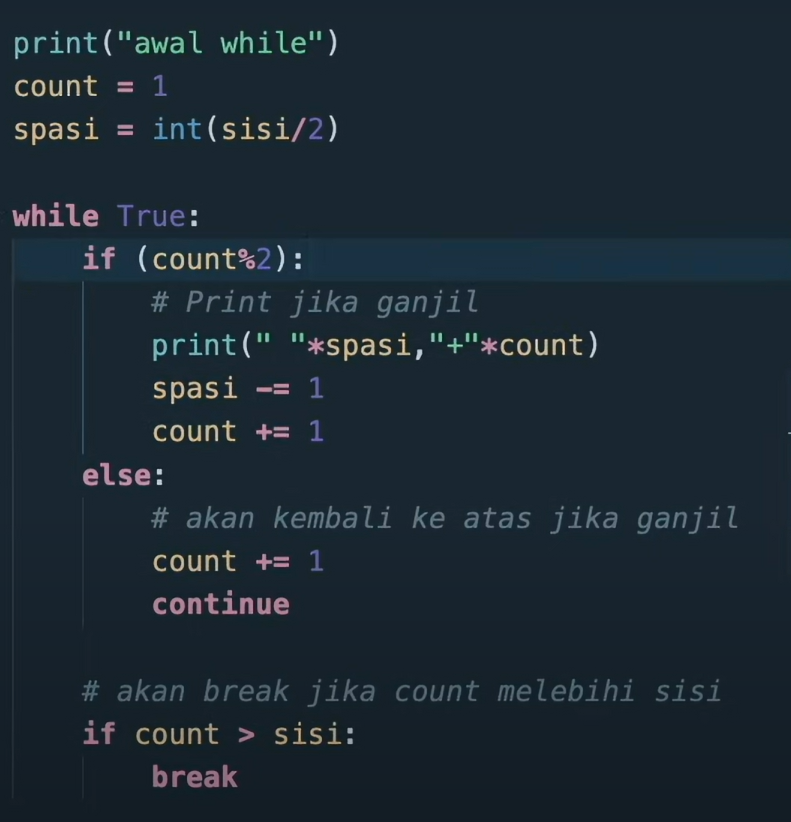 print("awal while")
count = 1
spasi = int(sisi/2)

while True:
    if (count%2):
        # Print jika ganjil
        print(" "*spasi,"+"*count)
        spasi -= 1
        count += 1
    else:
        # akan kembali ke atas jika ganjil
        count += 1
        continue

    # akan break jika count melebihi sisi
    if count > sisi:
        break